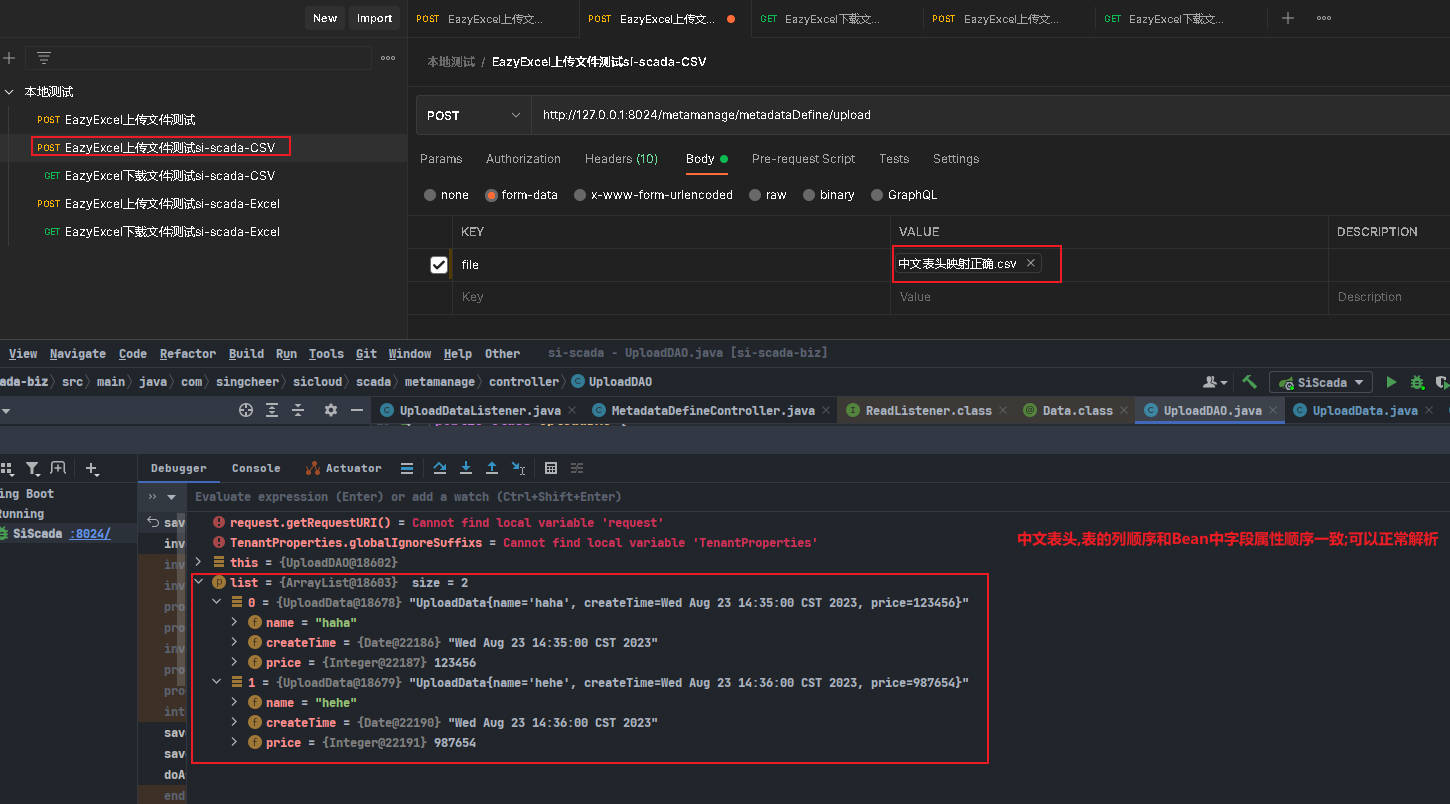 New
Import
POST EazyExcel上传文...
POST EazyExcel上传文...
GET EazyExcel下载文...
POST EazyExcel上传文...
GET EazyExcel下载文...
本地测试 / EazyExcel上传文件测试si-scada-CSV
本地测试
POST EazyExcel上传文件测试
POST EazyExcel上传文件测试si-scada-CSV
GET EazyExcel下载文件测试si-scada-CSV
POST EazyExcel上传文件测试si-scada-Excel
GET EazyExcel下载文件测试si-scada-Excel
POST
http://127.0.0.1:8024/metamanage/metadataDefine/upload
Params Authorization Headers (10) Body Pre-request Script Tests Settings
none form-data x-www-form-urlencoded raw binary GraphQL
KEY VALUE DESCRIPTION
file 中文表头映射正确.csv
Key Value Description
View Navigate Code Refactor Build Run Tools Git Window Help Other si-scada - UploadDAO.java [si-scada-biz]
ada-biz src main java com singcheer sicloud scada metamanage controller UploadDAO
SiScada
UploadDataListener.java MetadataDefineController.java ReadListener.class Data.class UploadDAO.java UploadData.java
Debugger Console Actuator
ing Boot
Running
SiScada :8024/
Evaluate expression (Enter) or add a watch (Ctrl+Shift+Enter)
request.getRequestURI() = Cannot find local variable 'request'
TenantProperties.globalIgnoreSuffixs = Cannot find local variable 'TenantProperties'
this = {UploadDAO@18602}
list = {ArrayList@18603} size = 2
0 = {UploadData@18678} "UploadData{name='haha', createTime=Wed Aug 23 14:35:00 CST 2023, price=123456}"
name = "haha"
createTime = {Date@22186} "Wed Aug 23 14:35:00 CST 2023"
price = {Integer@22187} 123456
1 = {UploadData@18679} "UploadData{name='hehe', createTime=Wed Aug 23 14:36:00 CST 2023, price=987654}"
name = "hehe"
createTime = {Date@22190} "Wed Aug 23 14:36:00 CST 2023"
price = {Integer@22191} 987654
中文表头,表的列顺序和Bean中字段属性顺序一致;可以正常解析
sav
inv
inv
inv
pro
pro
inv
pro
pro
int
sav
sav
doA
end